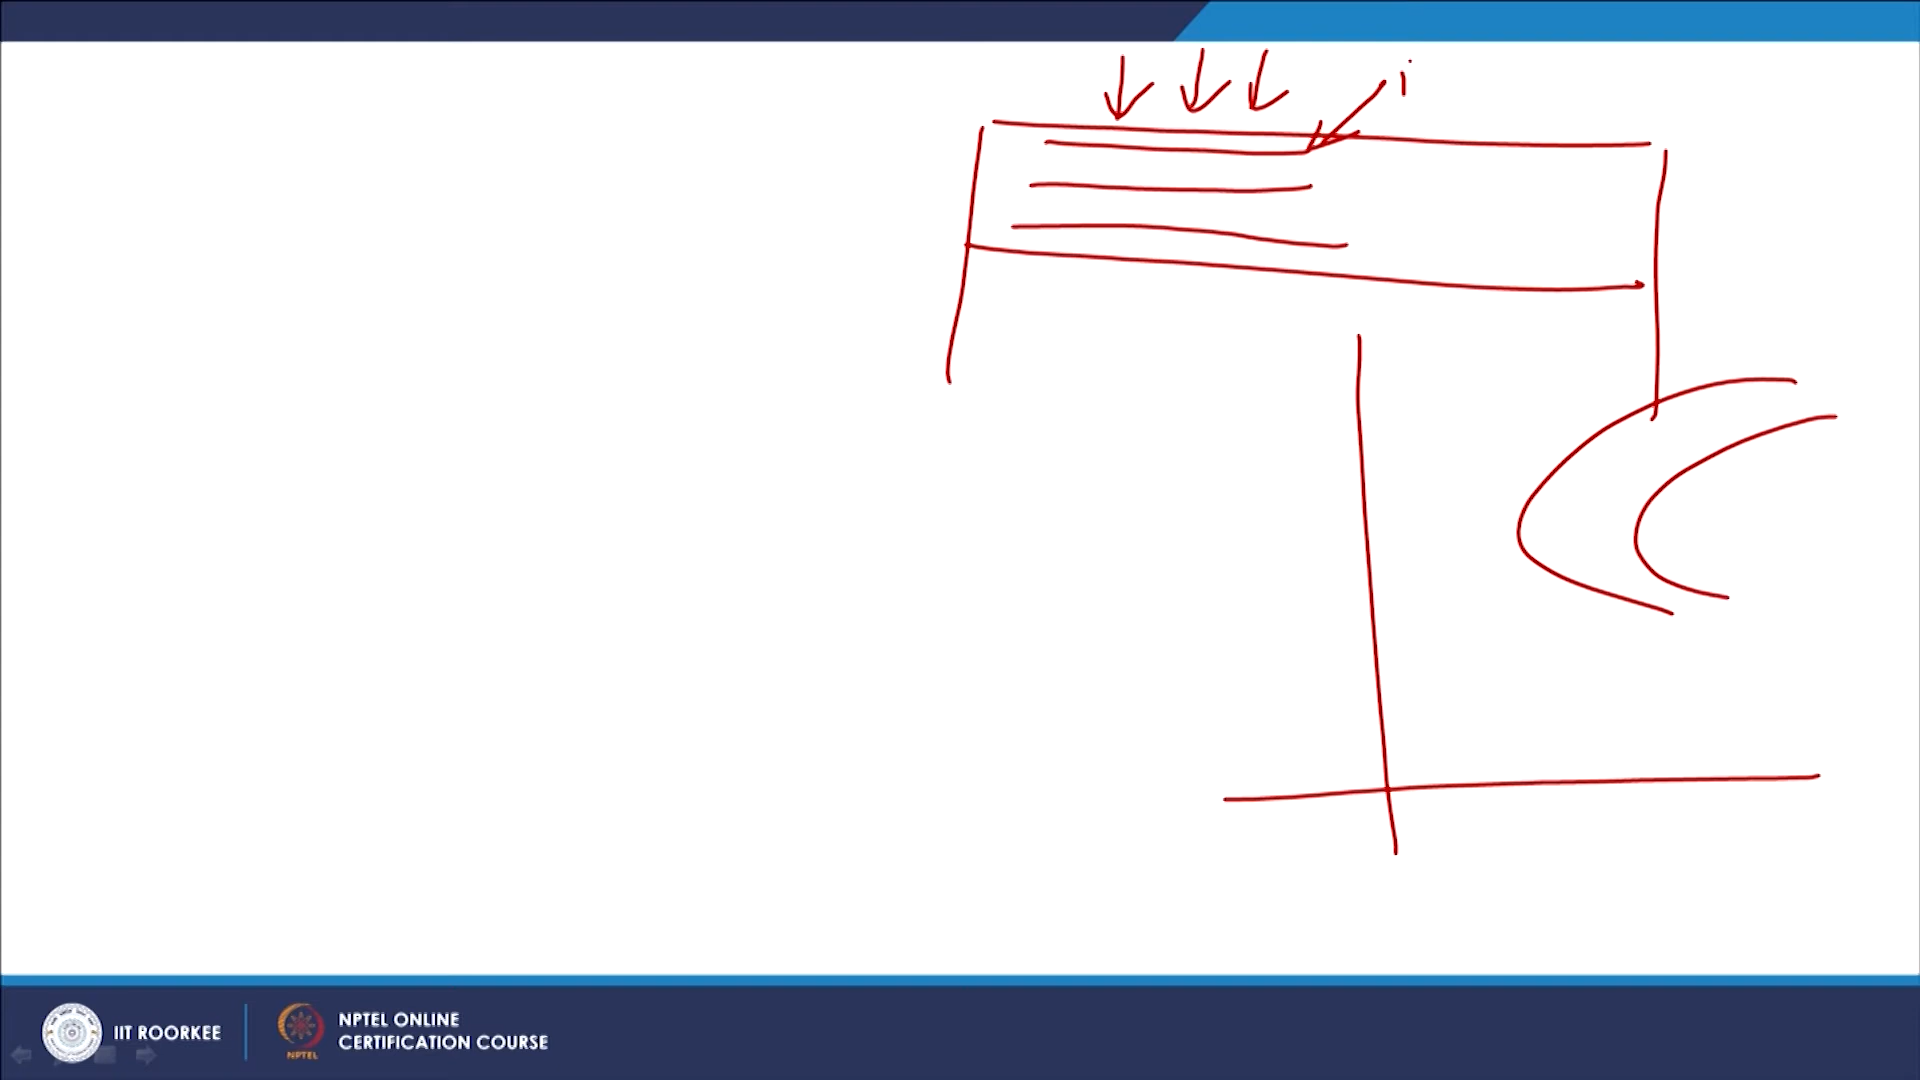 i
IIT ROORKEE
NPTEL
NPTEL ONLINE
CERTIFICATION COURSE